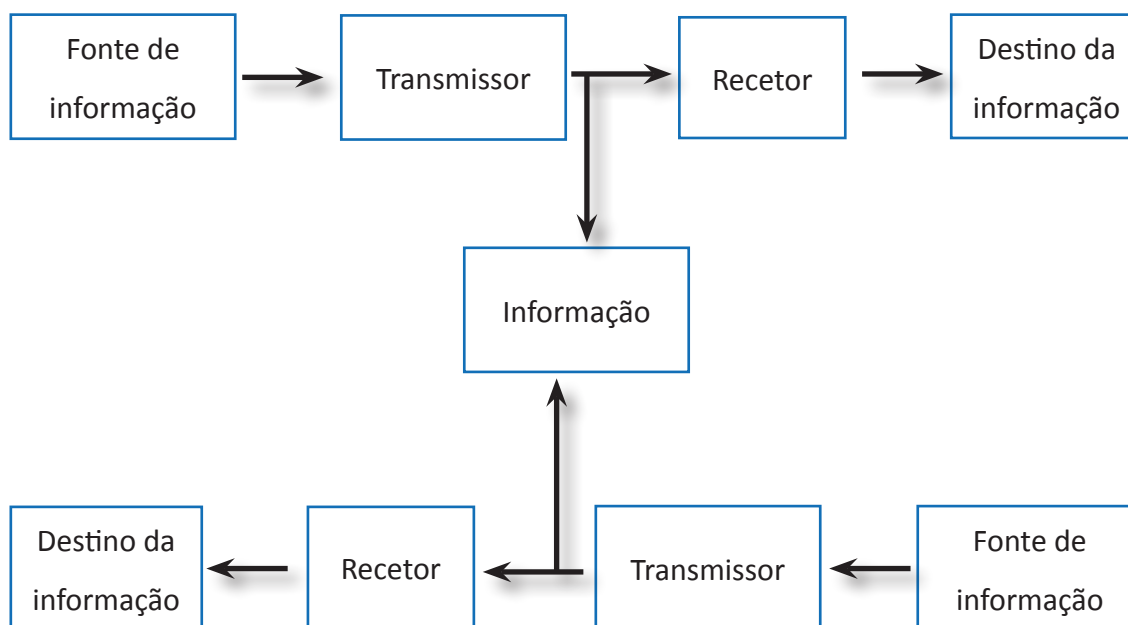 Fonte de
informação
Transmissor
Recetor
Destino da
informação
Informação
Destino da
informação
Recetor
Transmissor
Fonte de
informação